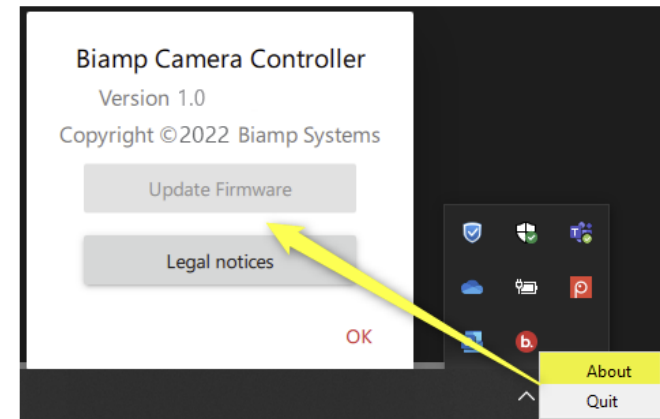 Biamp Camera Controller
Version 1.0
Copyright ©2022 Biamp Systems
Update Firmware
Legal notices
OK
b.
About
Quit